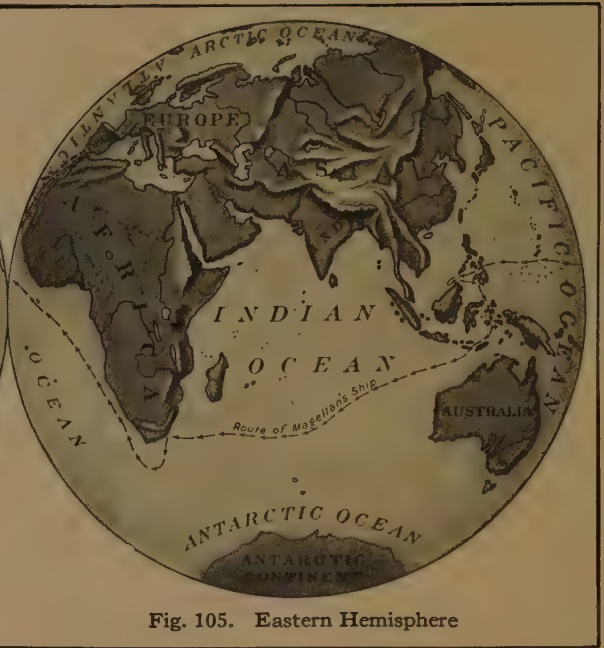 ARCTIC OCEAN
ATLANTIC
EUROPE
ASIA
PACIFIC OCEAN
AFRICA
IND
INDIAN
OCEAN
OCEAN
Route of Magellan's Ship
AUSTRALIA
ANTARCTIC OCEAN
ANTARCTIC
CONTINENT
Fig. 105. Eastern Hemisphere